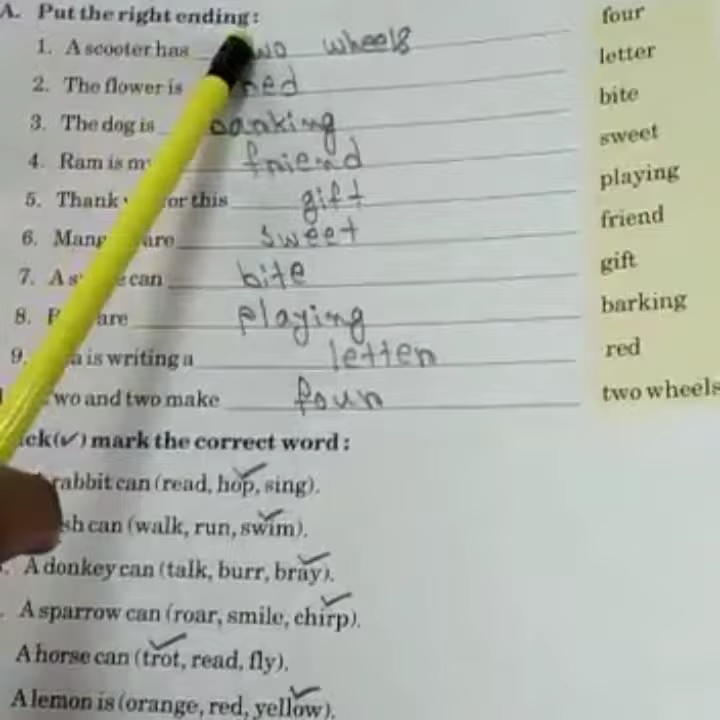 A. Put the right ending:
1. A scooter has wo wheels
2. The flower is red
3. The dog is barking
4. Ram is m friend
5. Thank or this gift
6. Mang are sweet
7. A s e can bite
8. are playing
9. a is writing a letter
wo and two make four
four
letter
bite
sweet
playing
friend
gift
barking
red
two wheels
ck(✓) mark the correct word:
rabbit can (read, hop, sing).
sh can (walk, run, swim).
A donkey can (talk, burr, bray).
A sparrow can (roar, smile, chirp).
A horse can (trot, read, fly).
A lemon is (orange, red, yellow).